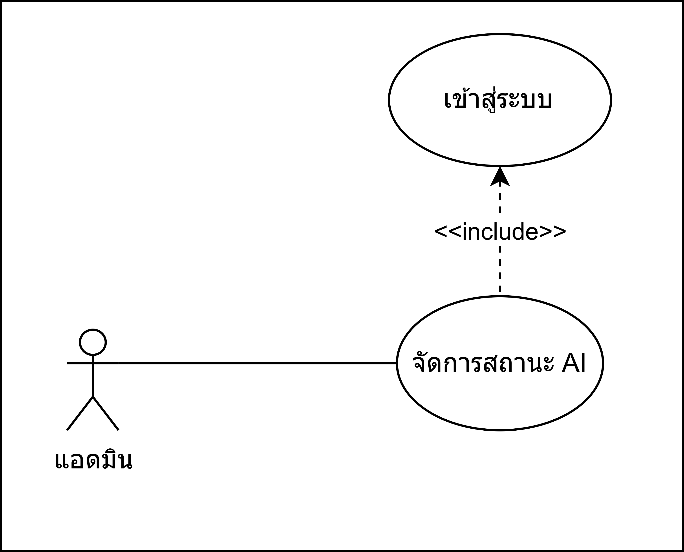 เข้าสู่ระบบ
<<include>>
จัดการสถานะ AI
แอดมิน